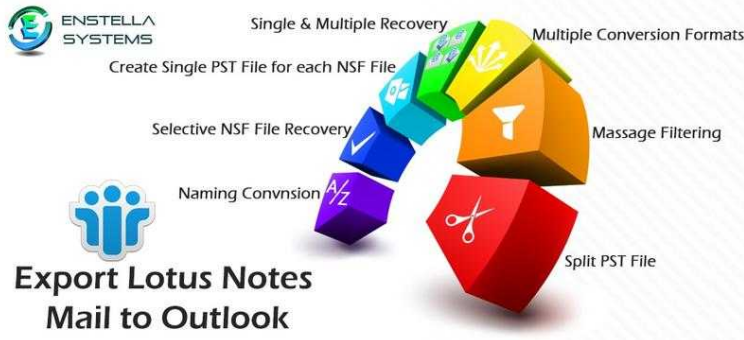 ENSTELLA
SYSTEMS
Single & Multiple Recovery
Multiple Conversion Formats
Create Single PST File for each NSF File
Selective NSF File Recovery
Massage Filtering
Naming Convnsion
A/Z
Split PST File
Export Lotus Notes
Mail to Outlook